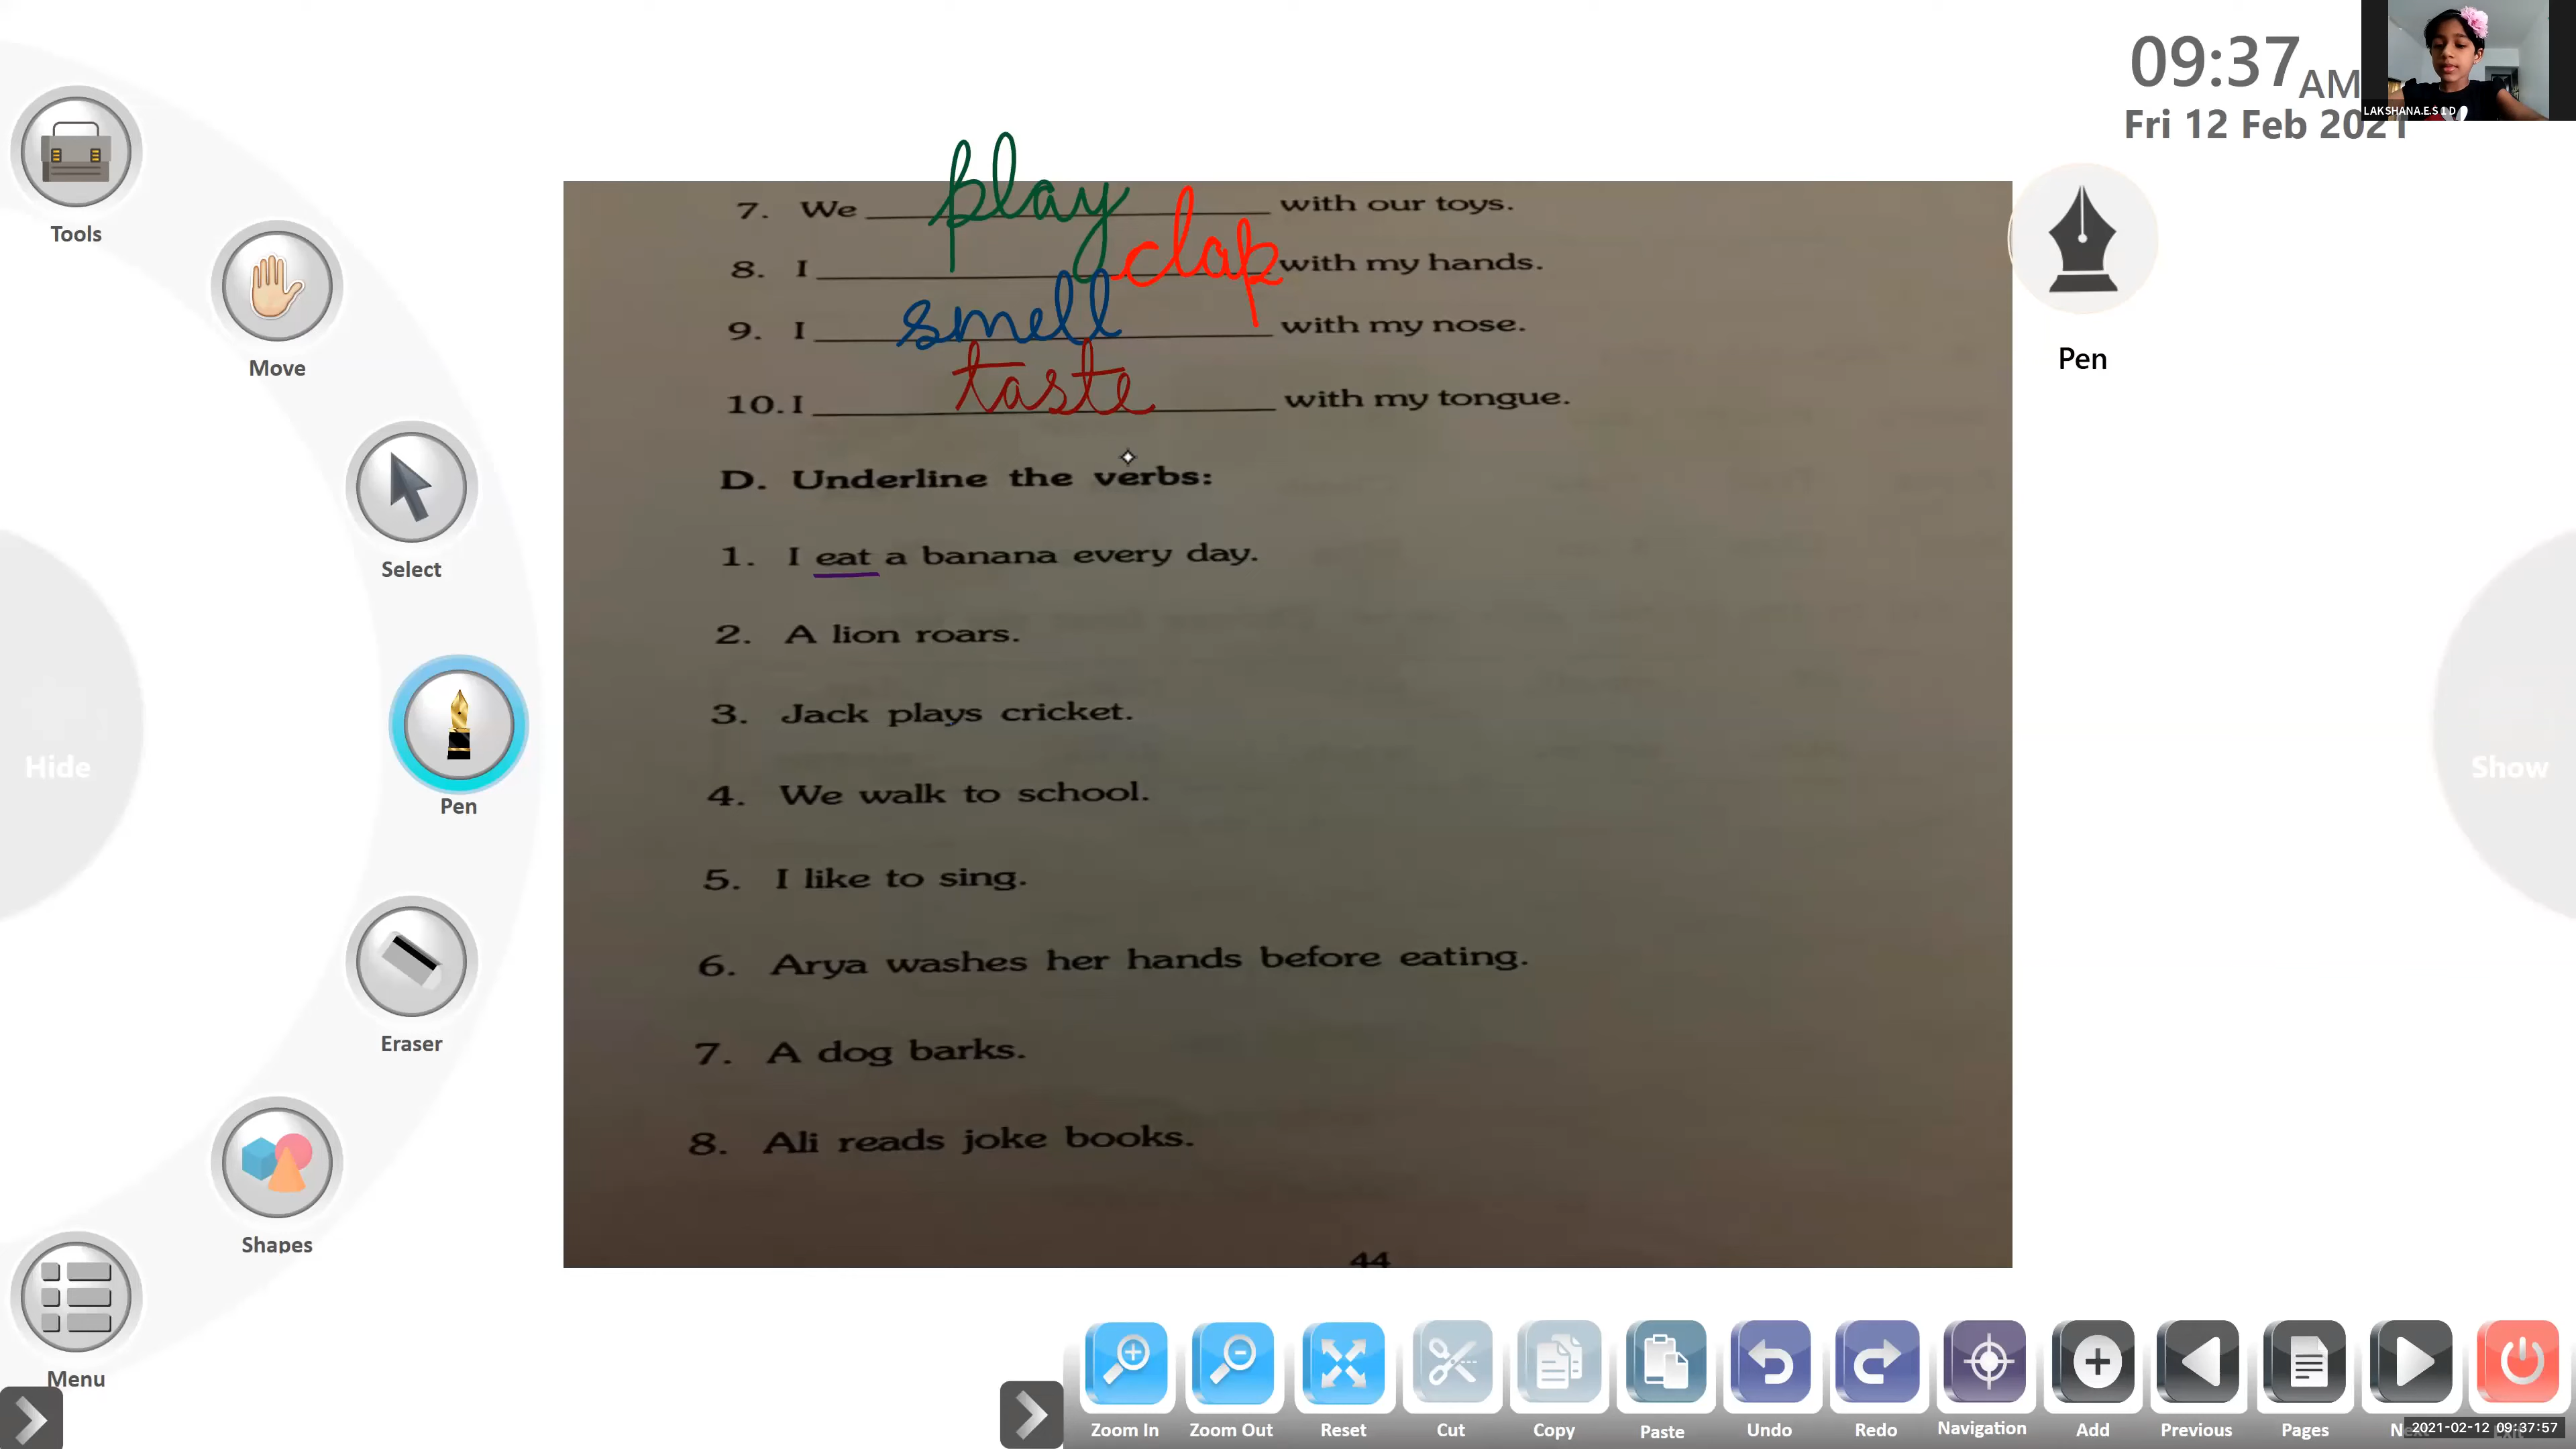 09:37 AM
Fri 12 Feb 2021
LAKSHANA.E.S 1 D
Tools
Move
Select
Pen
Eraser
Shapes
Menu
Hide
Show
Pen
7. We play with our toys.
8. I clap with my hands.
9. I smell with my nose.
10. I taste with my tongue.
D. Underline the verbs:
1. I eat a banana every day.
2. A lion roars.
3. Jack plays cricket.
4. We walk to school.
5. I like to sing.
6. Arya washes her hands before eating.
7. A dog barks.
8. Ali reads joke books.
44
Zoom In Zoom Out Reset Cut Copy Paste Undo Redo Navigation Add Previous Pages
2021-02-12 09:37:57